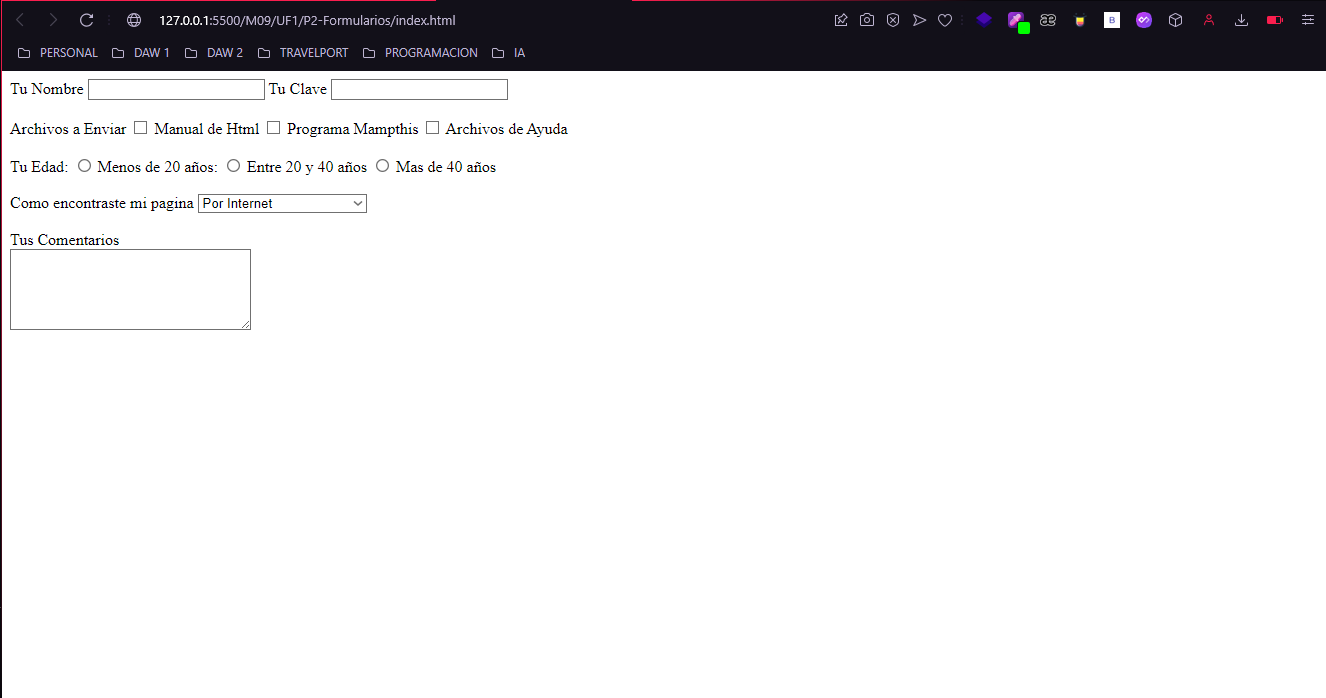 127.0.0.1:5500/M09/UF1/P2-Formularios/index.html
B
PERSONAL DAW 1 DAW 2 TRAVELPORT PROGRAMACION IA
Tu Nombre Tu Clave
Archivos a Enviar Manual de Html Programa Mampthis Archivos de Ayuda
Tu Edad: Menos de 20 años: Entre 20 y 40 años Mas de 40 años
Como encontraste mi pagina Por Internet
Tus Comentarios